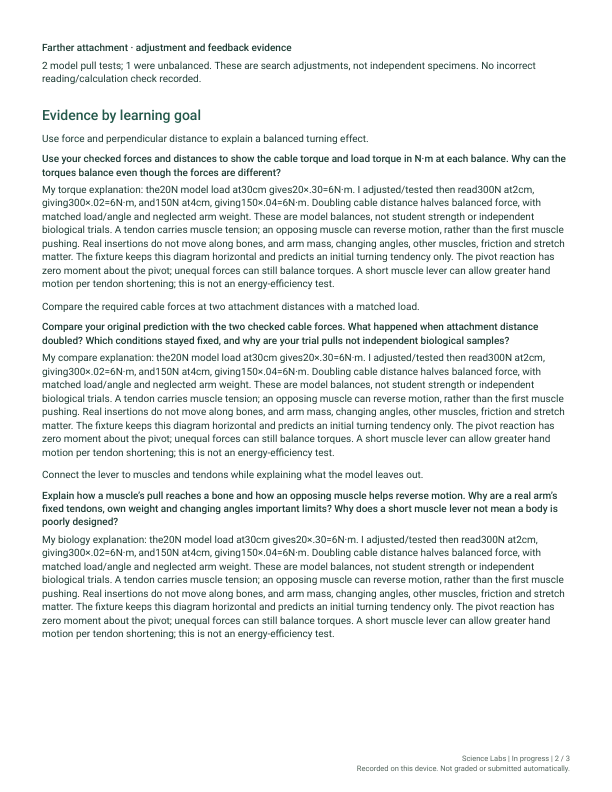 Farther attachment · adjustment and feedback evidence
2 model pull tests; 1 were unbalanced. These are search adjustments, not independent specimens. No incorrect
reading/calculation check recorded.
Evidence by learning goal
Use force and perpendicular distance to explain a balanced turning effect.
Use your checked forces and distances to show the cable torque and load torque in N·m at each balance. Why can the
torques balance even though the forces are different?
My torque explanation: the20N model load at30cm gives20×.30=6N·m. I adjusted/tested then read300N at2cm,
giving300×.02=6N·m, and150N at4cm, giving150×.04=6N·m. Doubling cable distance halves balanced force, with
matched load/angle and neglected arm weight. These are model balances, not student strength or independent
biological trials. A tendon carries muscle tension; an opposing muscle can reverse motion, rather than the first muscle
pushing. Real insertions do not move along bones, and arm mass, changing angles, other muscles, friction and stretch
matter. The fixture keeps this diagram horizontal and predicts an initial turning tendency only. The pivot reaction has
zero moment about the pivot; unequal forces can still balance torques. A short muscle lever can allow greater hand
motion per tendon shortening; this is not an energy-efficiency test.
Compare the required cable forces at two attachment distances with a matched load.
Compare your original prediction with the two checked cable forces. What happened when attachment distance
doubled? Which conditions stayed fixed, and why are your trial pulls not independent biological samples?
My compare explanation: the20N model load at30cm gives20×.30=6N·m. I adjusted/tested then read300N at2cm,
giving300×.02=6N·m, and150N at4cm, giving150×.04=6N·m. Doubling cable distance halves balanced force, with
matched load/angle and neglected arm weight. These are model balances, not student strength or independent
biological trials. A tendon carries muscle tension; an opposing muscle can reverse motion, rather than the first muscle
pushing. Real insertions do not move along bones, and arm mass, changing angles, other muscles, friction and stretch
matter. The fixture keeps this diagram horizontal and predicts an initial turning tendency only. The pivot reaction has
zero moment about the pivot; unequal forces can still balance torques. A short muscle lever can allow greater hand
motion per tendon shortening; this is not an energy-efficiency test.
Connect the lever to muscles and tendons while explaining what the model leaves out.
Explain how a muscle's pull reaches a bone and how an opposing muscle helps reverse motion. Why are a real arm's
fixed tendons, own weight and changing angles important limits? Why does a short muscle lever not mean a body is
poorly designed?
My biology explanation: the20N model load at30cm gives20×.30=6N·m. I adjusted/tested then read300N at2cm,
giving300×.02=6N·m, and150N at4cm, giving150×.04=6N·m. Doubling cable distance halves balanced force, with
matched load/angle and neglected arm weight. These are model balances, not student strength or independent
biological trials. A tendon carries muscle tension; an opposing muscle can reverse motion, rather than the first muscle
pushing. Real insertions do not move along bones, and arm mass, changing angles, other muscles, friction and stretch
matter. The fixture keeps this diagram horizontal and predicts an initial turning tendency only. The pivot reaction has
zero moment about the pivot; unequal forces can still balance torques. A short muscle lever can allow greater hand
motion per tendon shortening; this is not an energy-efficiency test.
Science Labs | In progress | 2 / 3
Recorded on this device. Not graded or submitted automatically.